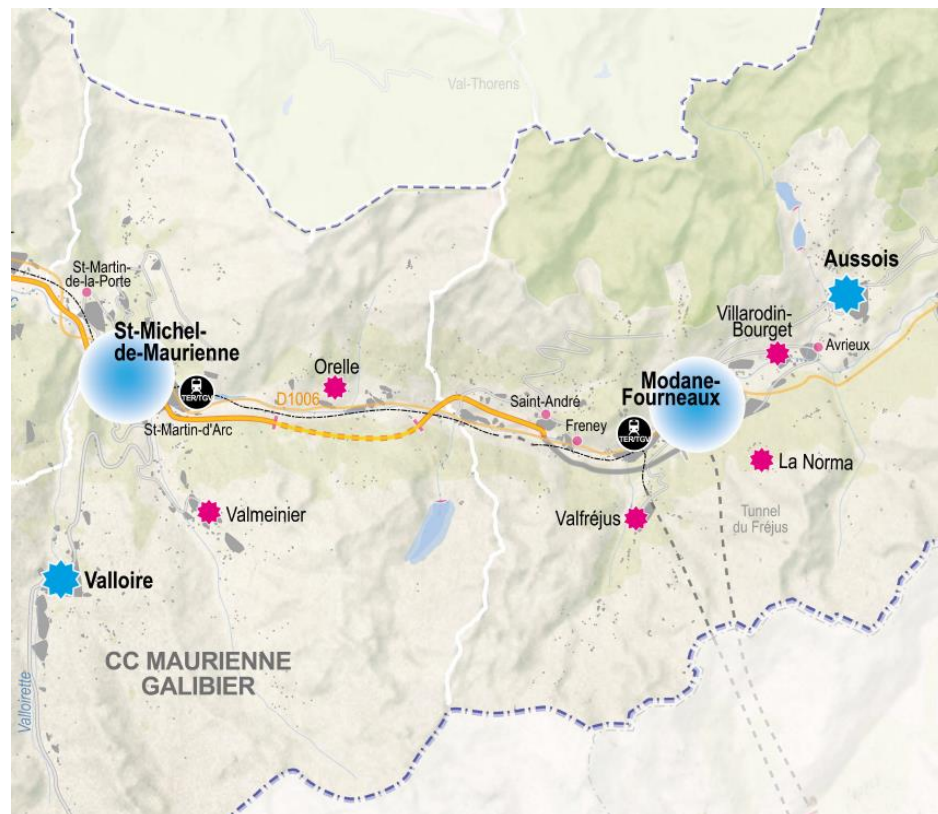 Val-Thorens
Aussois
St-Martin-
de-la-Porte
Villarodin-
Bourget
St-Michel-
de-Maurienne
Avrieux
Orelle
Modane-
Fourneaux
TER/TGV
D1006
Saint-André
St-Martin-d'Arc
Freney
TER/TGV
La Norma
Valmeinier
Valfréjus
Tunnel
du Fréjus
Valloire
CC MAURIENNE
GALIBIER
Valloirette